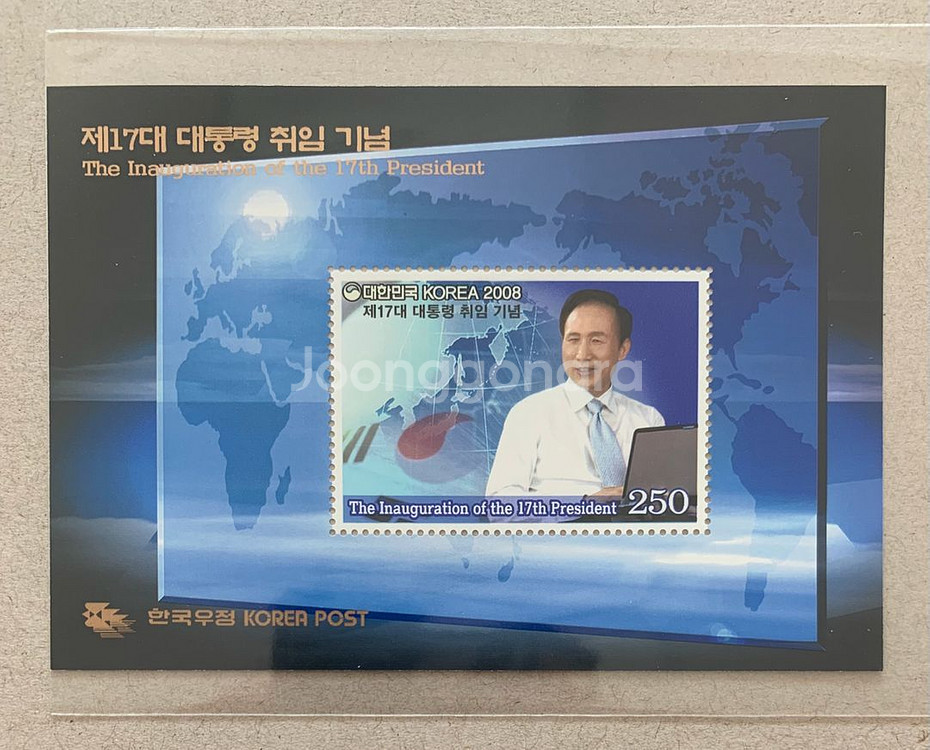 제17대 대통령 취임 기념
The Inauguration of the 17th President
대한민국 KOREA 2008
제17대 대통령 취임 기념
Joonggonara
The Inauguration of the 17th President 250
한국우정 KOREA POST